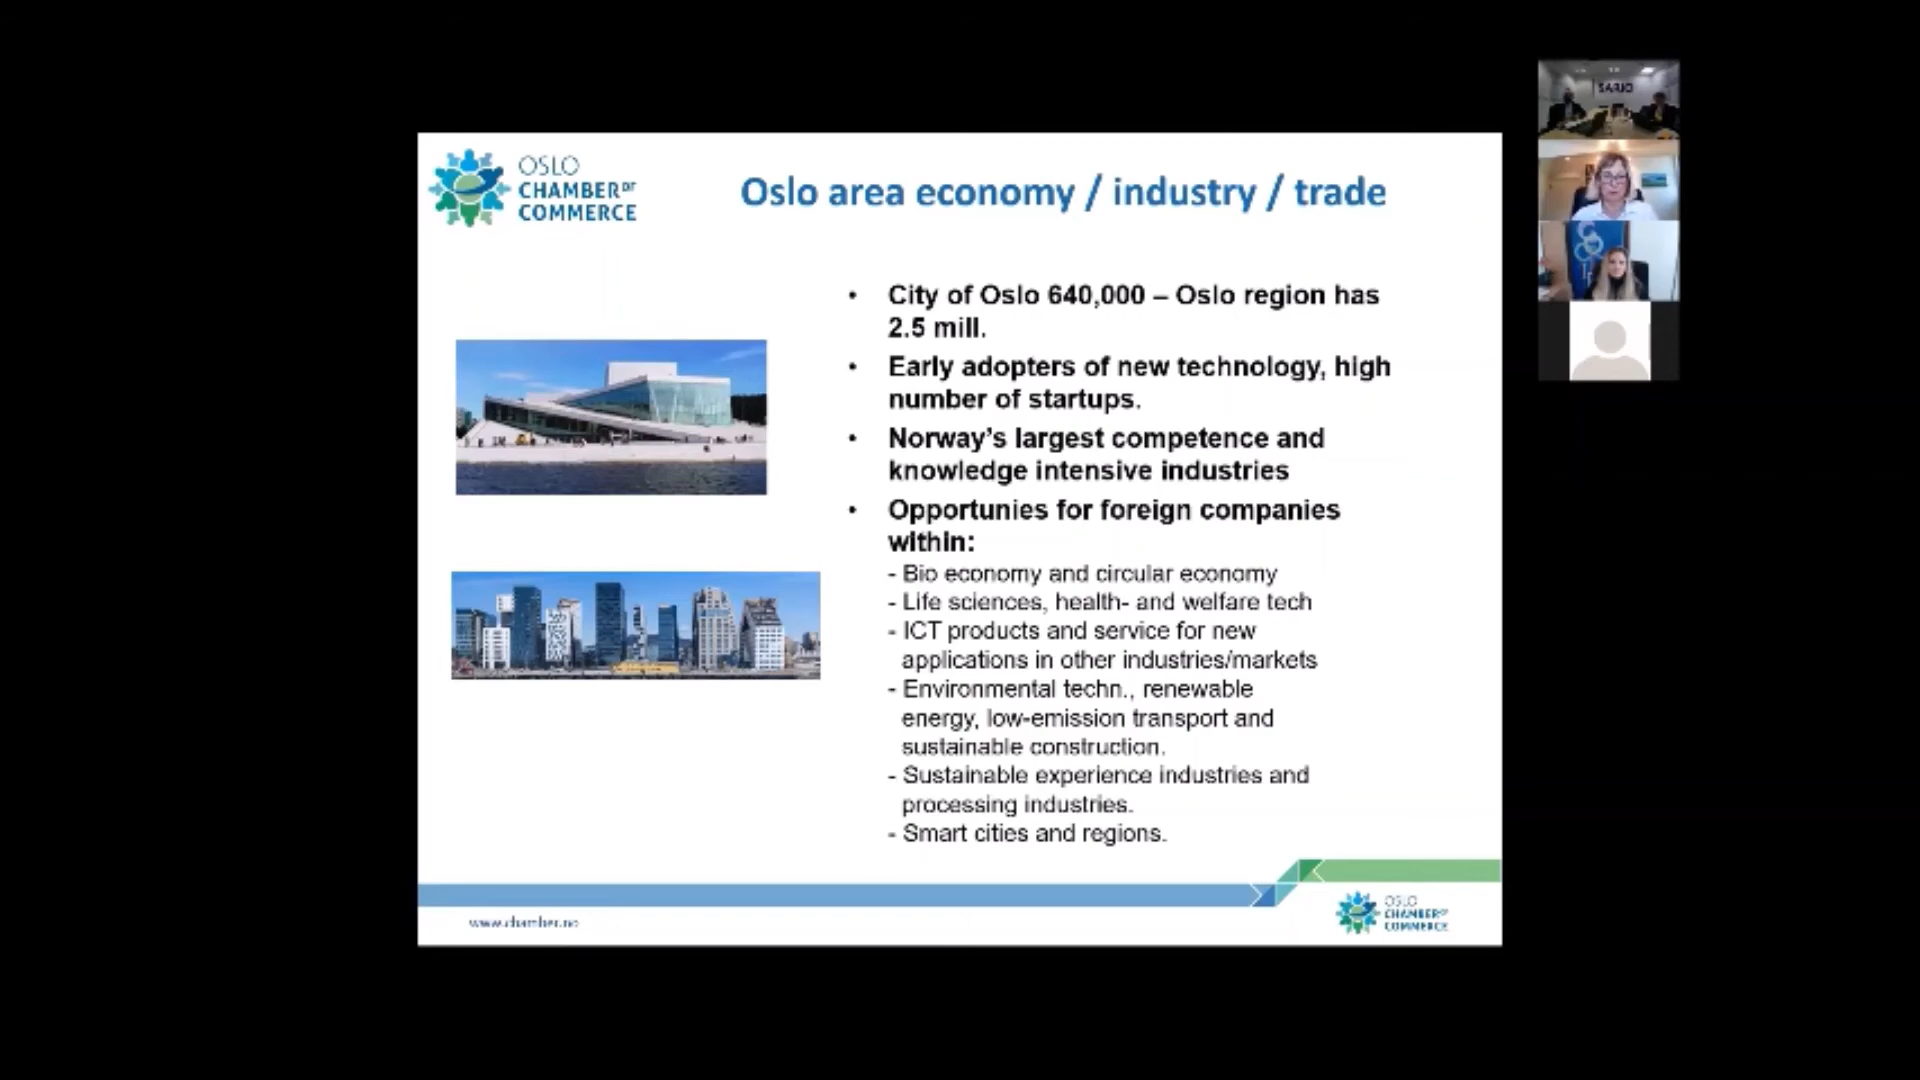 OSLO
CHAMBER OF
COMMERCE
Oslo area economy / industry / trade
• City of Oslo 640,000 – Oslo region has
2.5 mill.
• Early adopters of new technology, high
number of startups.
• Norway’s largest competence and
knowledge intensive industries
• Opportunies for foreign companies
within:
- Bio economy and circular economy
- Life sciences, health- and welfare tech
- ICT products and service for new
applications in other industries/markets
- Environmental techn., renewable
energy, low-emission transport and
sustainable construction.
- Sustainable experience industries and
processing industries.
- Smart cities and regions.
www.chamber.no
OSLO
CHAMBER OF
COMMERCE
SARIO